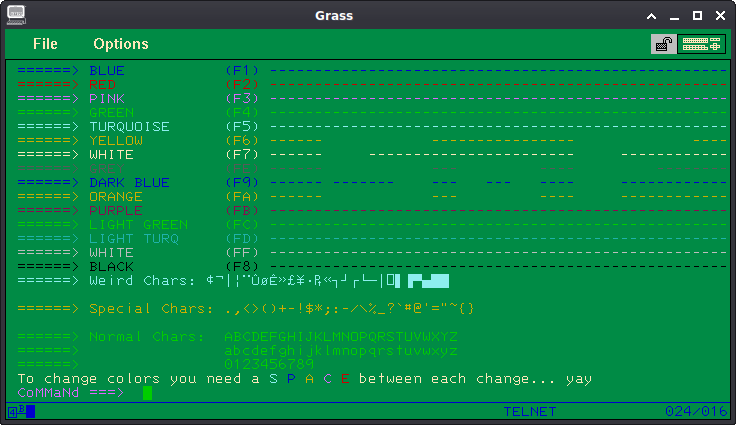 Grass
File Options
======> BLUE (F1) ----------------------------------------------------------
======> RED (F2) ----------------------------------------------------------
======> PINK (F3) ----------------------------------------------------------
======> GREEN (F4) ----------------------------------------------------------
======> TURQUOISE (F5) ----------------------------------------------------------
======> YELLOW (F6) ------ ---------------- ----
======> WHITE (F7) ------ ------------- ------------
======> DARK BLUE (F9) -- ------- --- --- ---- ------------
======> ORANGE (FA) ------ --- ---- ------------
======> PURPLE (FB) ----------------------------------------------------------
======> LIGHT GREEN (FC) ----------------------------------------------------------
======> LIGHT TURQ (FD) ----------------------------------------------------------
======> WHITE (FF) ----------------------------------------------------------
======> BLACK (F8) ----------------------------------------------------------
======> Weird Chars:
======> Special Chars: .,<>()+-!$*;:-/\%_?`#@'="~{}
======> Normal Chars: ABCDEFGHIJKLMNOPQRSTUVWXYZ
======> abcdefghijklmnopqrstuvwxyz
======> 0123456789
To change colors you need a S P A C E between each change... yay
CoMMaNd ===>
4B TELNET 024/016